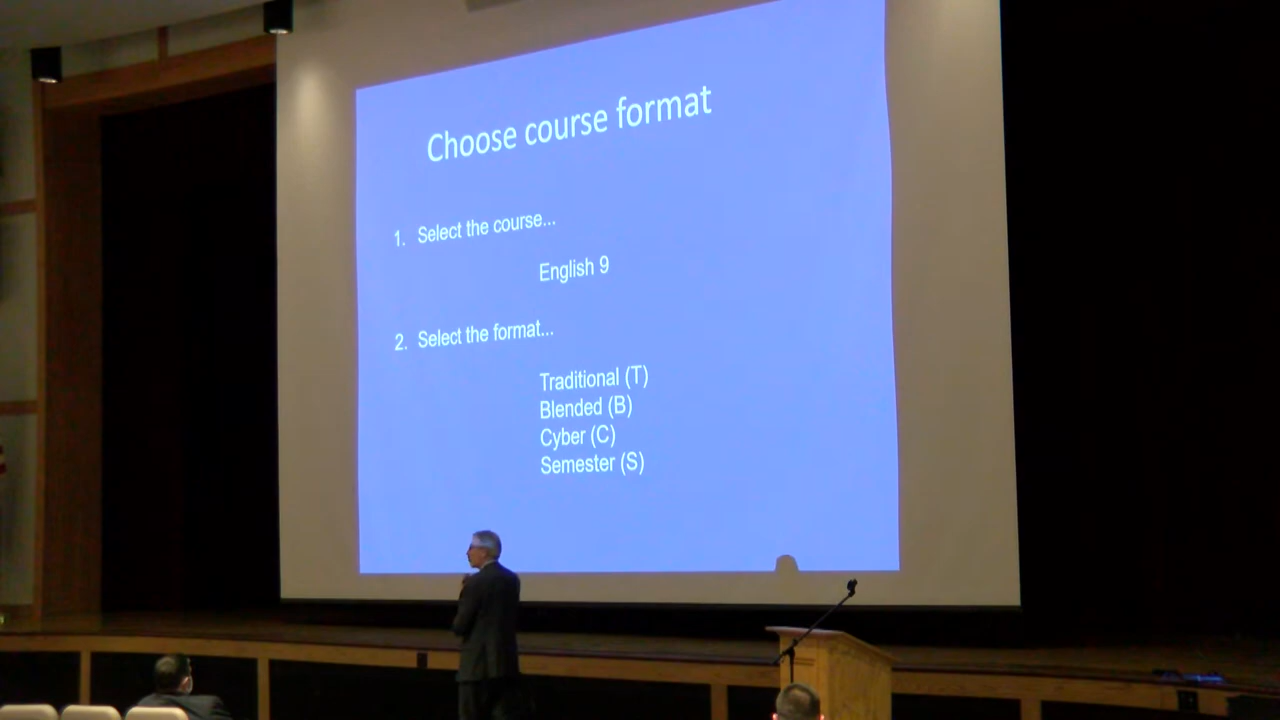 Choose course format
1. Select the course...
English 9
2. Select the format...
Traditional (T)
Blended (B)
Cyber (C)
Semester (S)